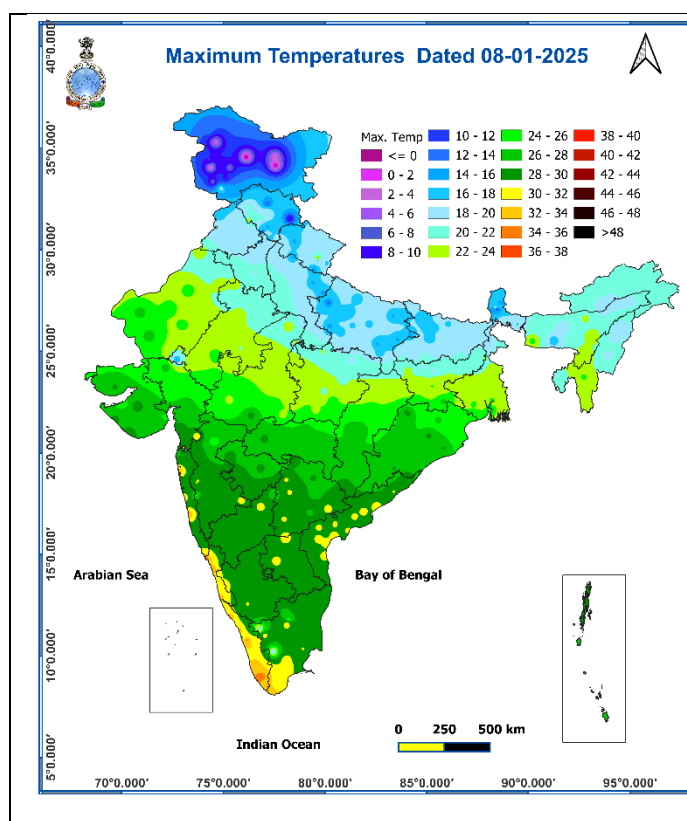 Maximum Temperatures Dated 08-01-2025
Max. Temp
<= 0
0 - 2
2 - 4
4 - 6
6 - 8
8 - 10
10 - 12
12 - 14
14 - 16
16 - 18
18 - 20
20 - 22
22 - 24
24 - 26
26 - 28
28 - 30
30 - 32
32 - 34
34 - 36
36 - 38
38 - 40
40 - 42
42 - 44
44 - 46
46 - 48
>48
40°0.000'
35°0.000'
30°0.000'
25°0.000'
20°0.000'
15°0.000'
10°0.000'
5°0.000'
Arabian Sea
Bay of Bengal
Indian Ocean
0 250 500 km
70°0.000' 75°0.000' 80°0.000' 85°0.000' 90°0.000' 95°0.000'